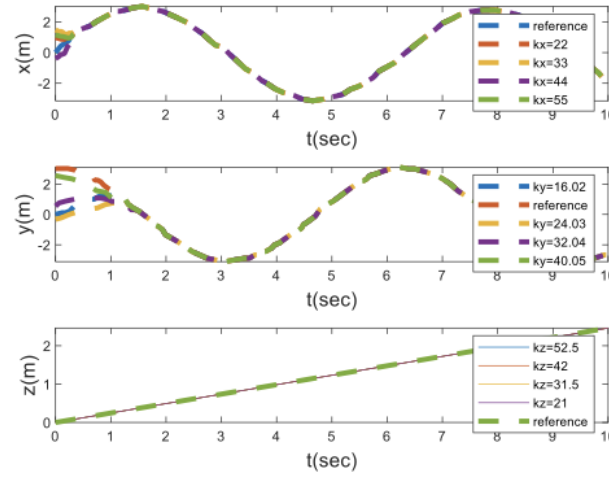 x(m)
2
0
-2
0 1 2 3 4 5 6 7 8 9 10
t(sec)
reference
kx=22
kx=33
kx=44
kx=55
y(m)
2
0
-2
0 1 2 3 4 5 6 7 8 9 10
t(sec)
ky=16.02
reference
ky=24.03
ky=32.04
ky=40.05
z(m)
2
1
0
0 1 2 3 4 5 6 7 8 9 10
t(sec)
kz=52.5
kz=42
kz=31.5
kz=21
reference